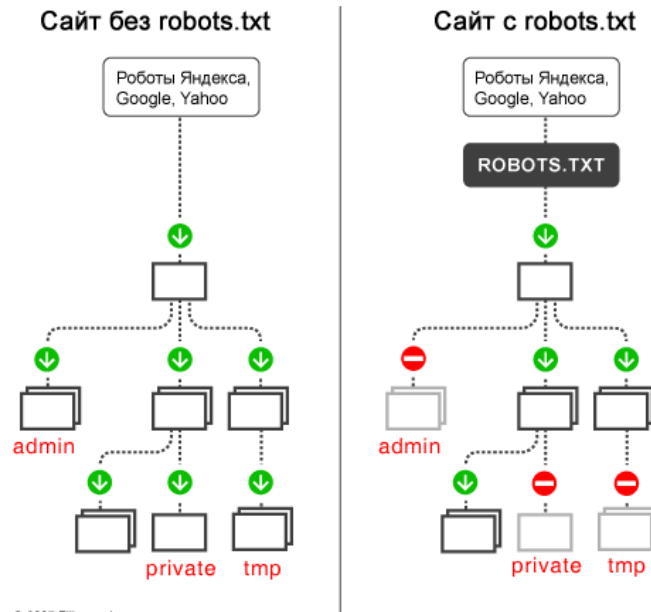 Сайт без robots.txt
Роботы Яндекса,
Google, Yahoo
admin
private
tmp
Сайт с robots.txt
Роботы Яндекса,
Google, Yahoo
ROBOTS.TXT
admin
private
tmp